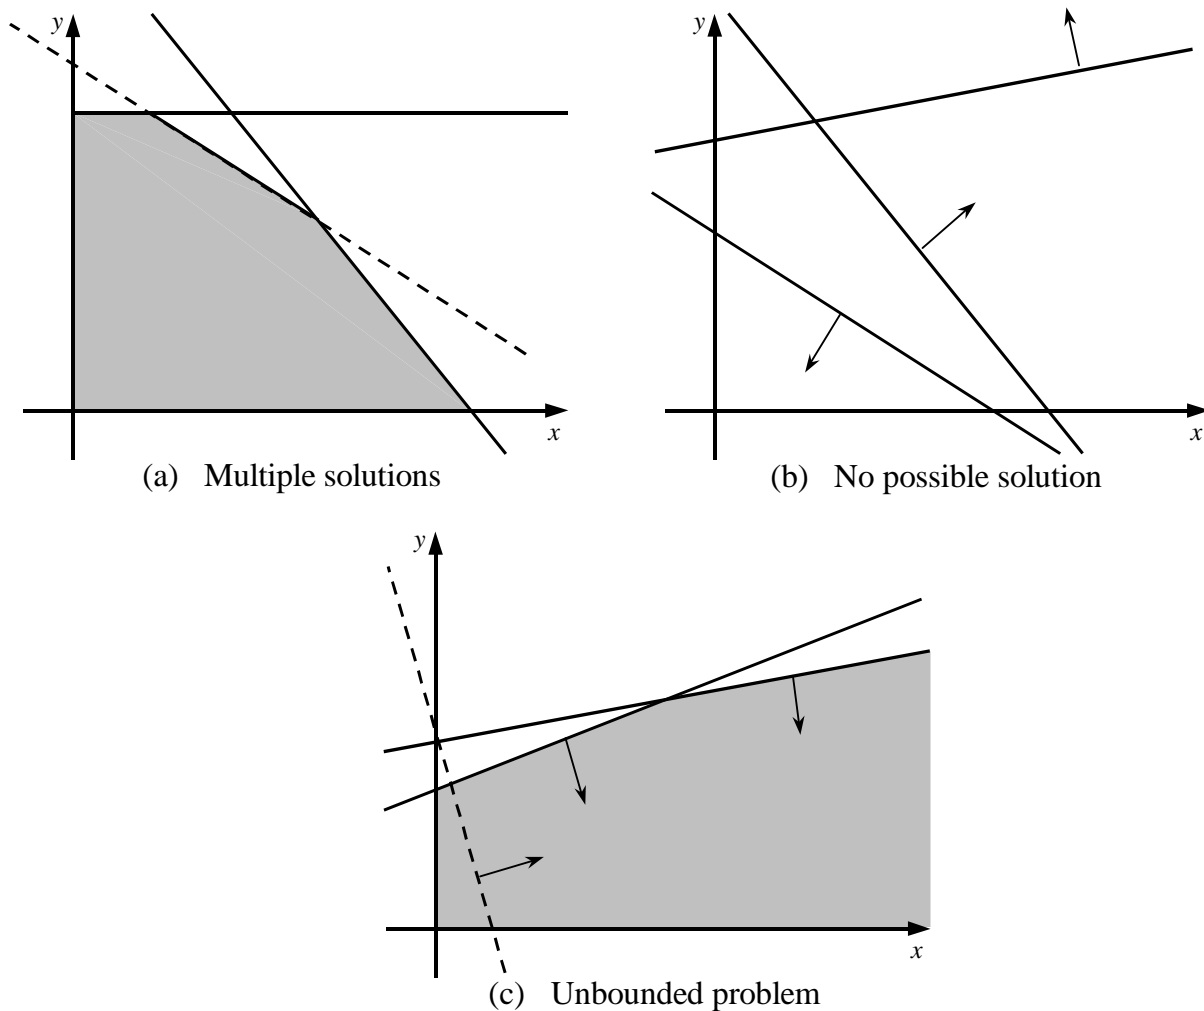 y
y
x
x
(a) Multiple solutions
(b) No possible solution
y
x
(c) Unbounded problem